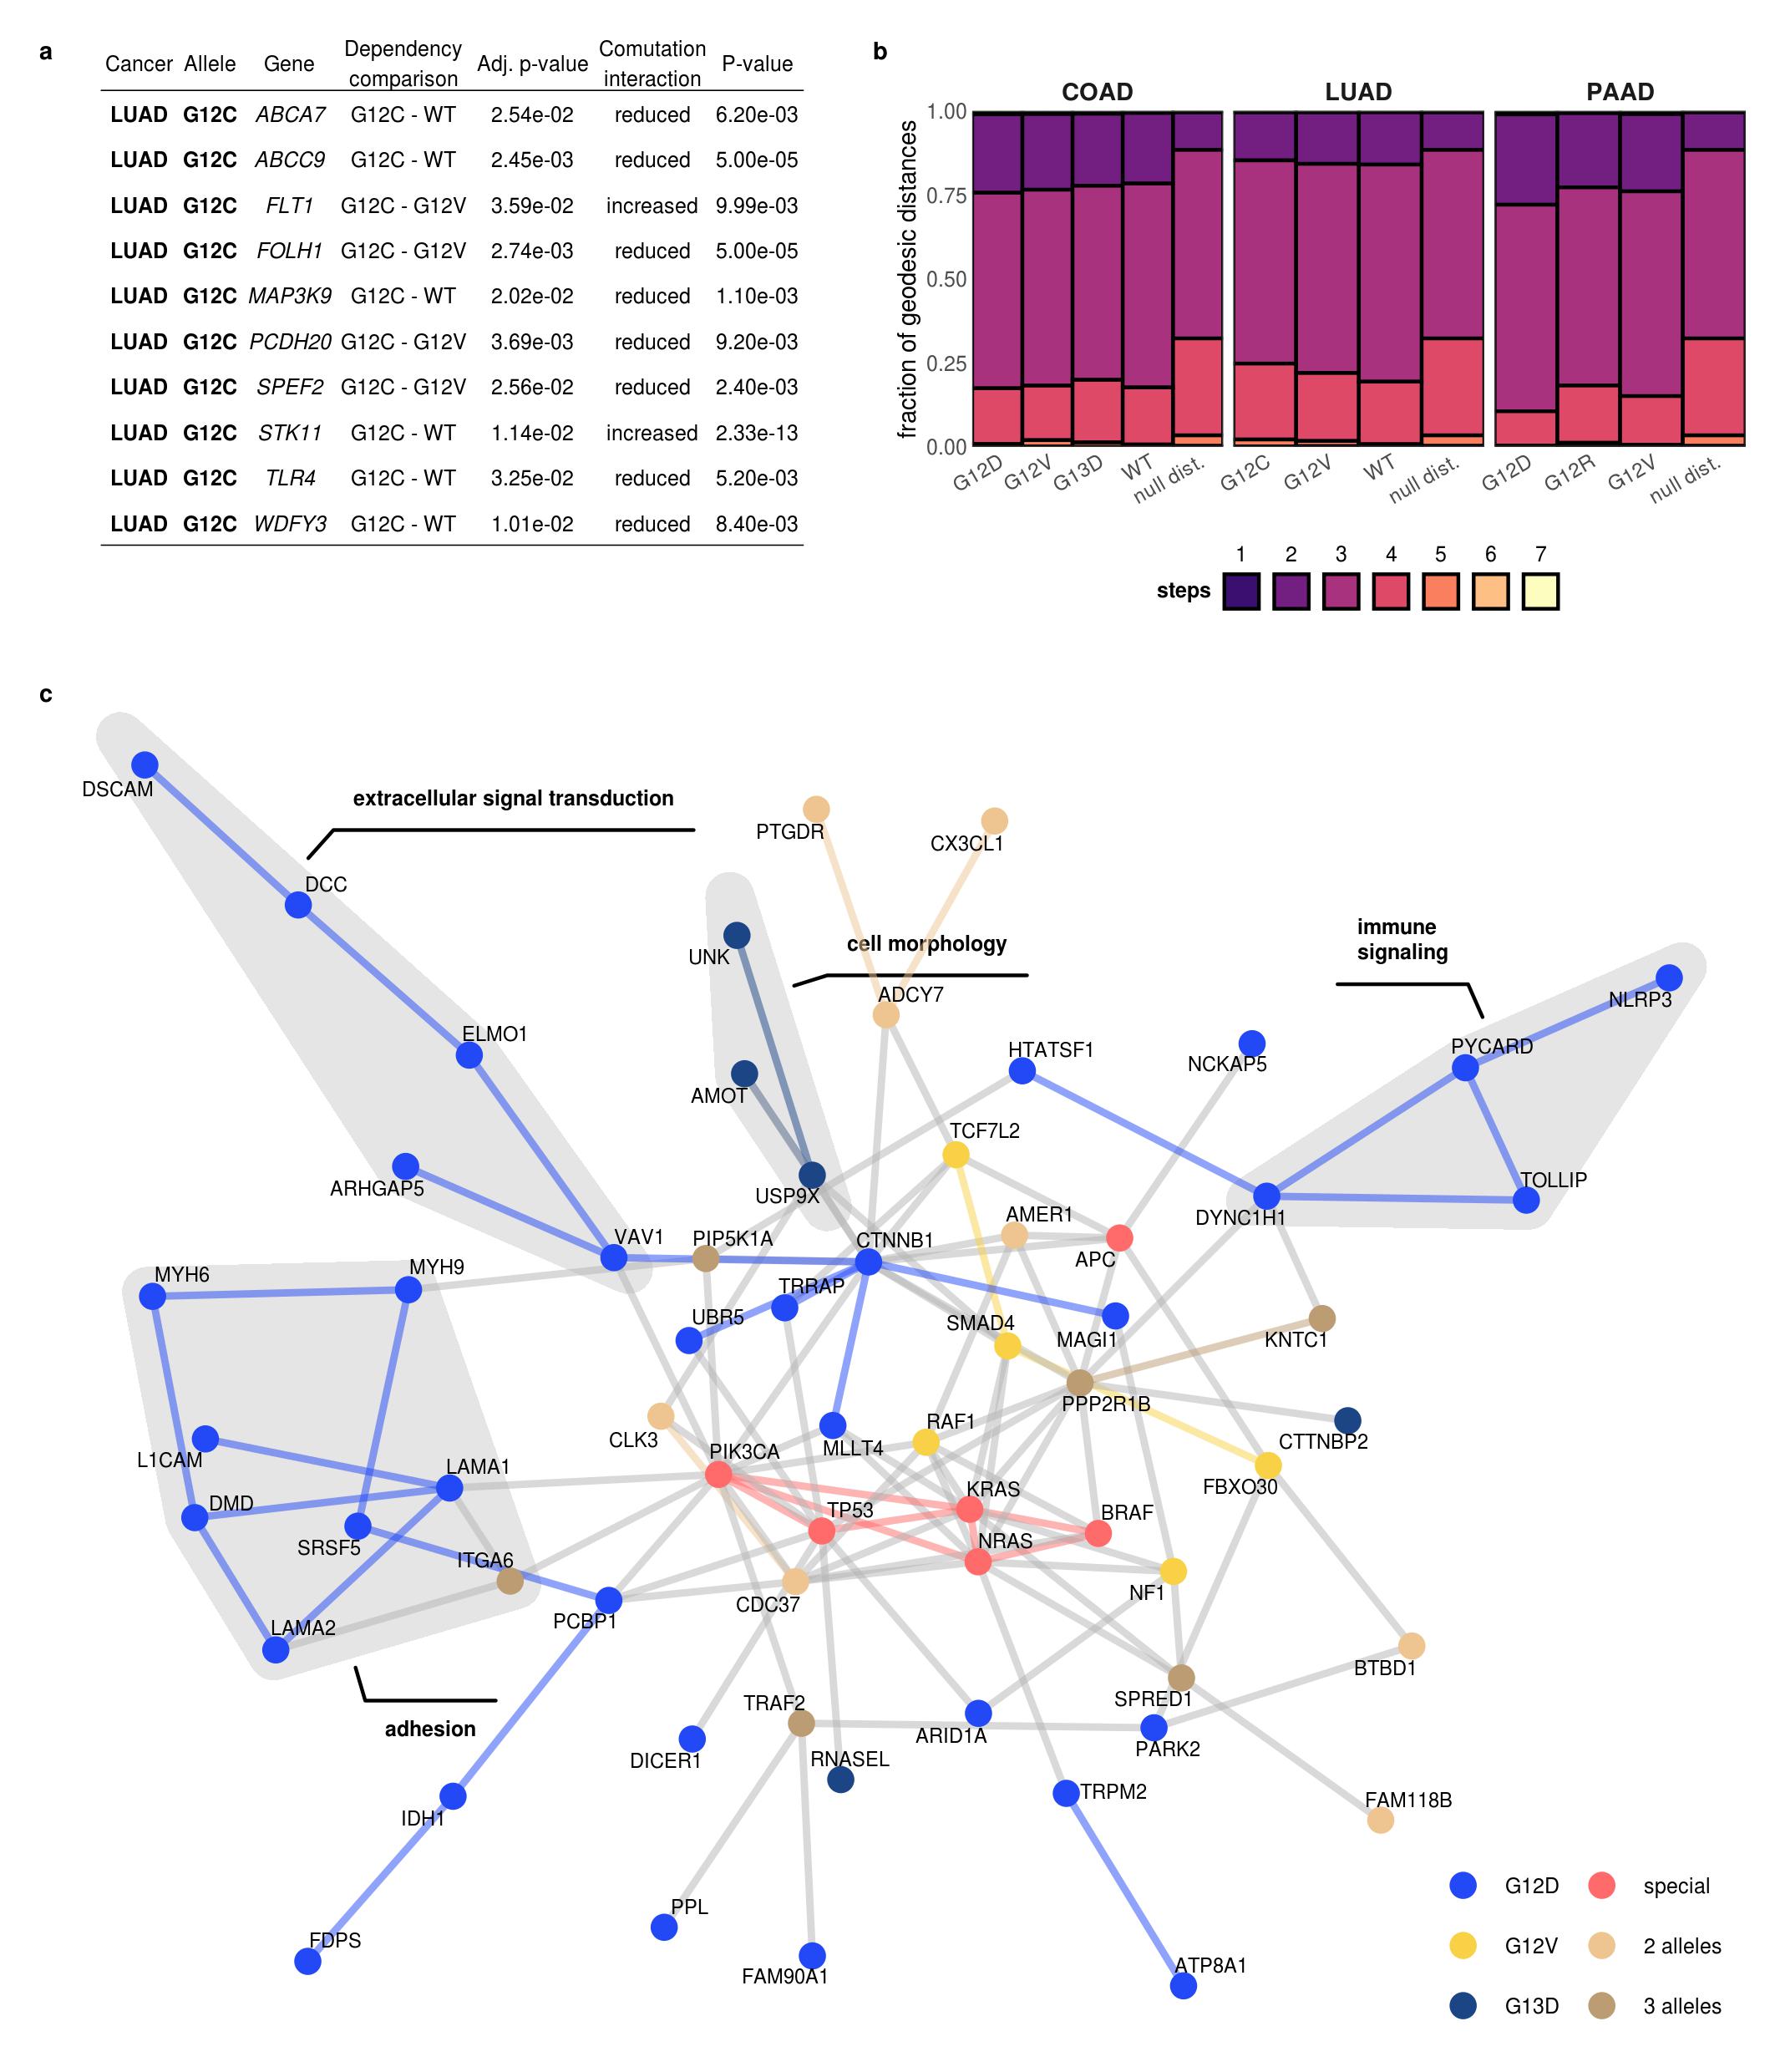 a
Cancer Allele Gene Dependency comparison Adj. p-value Comutation interaction P-value
LUAD G12C ABCA7 G12C - WT 2.54e-02 reduced 6.20e-03
LUAD G12C ABCC9 G12C - WT 2.45e-03 reduced 5.00e-05
LUAD G12C FLT1 G12C - G12V 3.59e-02 increased 9.99e-03
LUAD G12C FOLH1 G12C - G12V 2.74e-03 reduced 5.00e-05
LUAD G12C MAP3K9 G12C - WT 2.02e-02 reduced 1.10e-03
LUAD G12C PCDH20 G12C - G12V 3.69e-03 reduced 9.20e-03
LUAD G12C SPEF2 G12C - G12V 2.56e-02 reduced 2.40e-03
LUAD G12C STK11 G12C - WT 1.14e-02 increased 2.33e-13
LUAD G12C TLR4 G12C - WT 3.25e-02 reduced 5.20e-03
LUAD G12C WDFY3 G12C - WT 1.01e-02 reduced 8.40e-03
b
COAD LUAD PAAD
fraction of geodesic distances
1.00
0.75
0.50
0.25
0.00
G12D G12V G13D WT null dist. G12C G12V WT null dist. G12D G12R G12V null dist.
1 2 3 4 5 6 7
steps
c
DSCAM
extracellular signal transduction
PTGDR
CX3CL1
DCC
immune
signaling
cell morphology
UNK
ADCY7
NLRP3
ELMO1
HTATSF1
PYCARD
NCKAP5
AMOT
TCF7L2
ARHGAP5
USP9X
TOLLIP
AMER1
DYNC1H1
VAV1
PIP5K1A
CTNNB1
APC
MYH6
MYH9
TRRAP
UBR5
SMAD4
MAGI1
KNTC1
PPP2R1B
RAF1
CLK3
PIK3CA
MLLT4
CTTNBP2
L1CAM
LAMA1
FBXO30
KRAS
DMD
TP53
BRAF
SRSF5
NRAS
ITGA6
NF1
CDC37
PCBP1
LAMA2
BTBD1
SPRED1
TRAF2
adhesion
ARID1A
PARK2
DICER1
RNASEL
TRPM2
FAM118B
IDH1
PPL
FDPS
ATP8A1
FAM90A1
G12D special
G12V 2 alleles
G13D 3 alleles